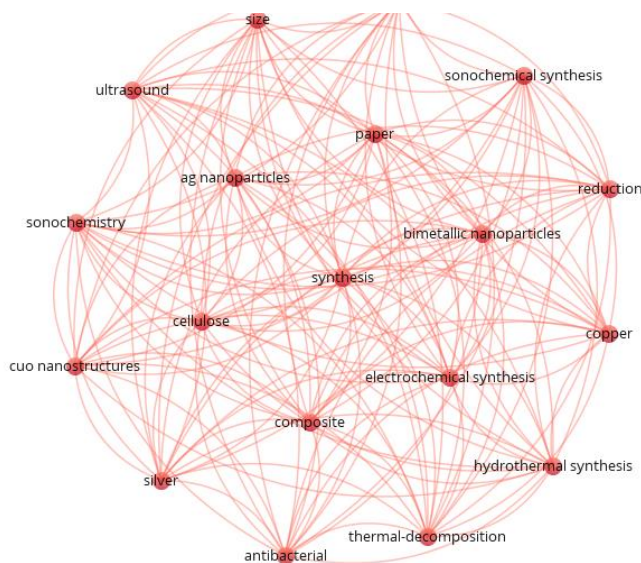 size
sonochemical synthesis
ultrasound
paper
ag nanoparticles
reduction
sonochemistry
bimetallic nanoparticles
synthesis
cellulose
copper
cuo nanostructures
electrochemical synthesis
composite
hydrothermal synthesis
silver
thermal-decomposition
antibacterial